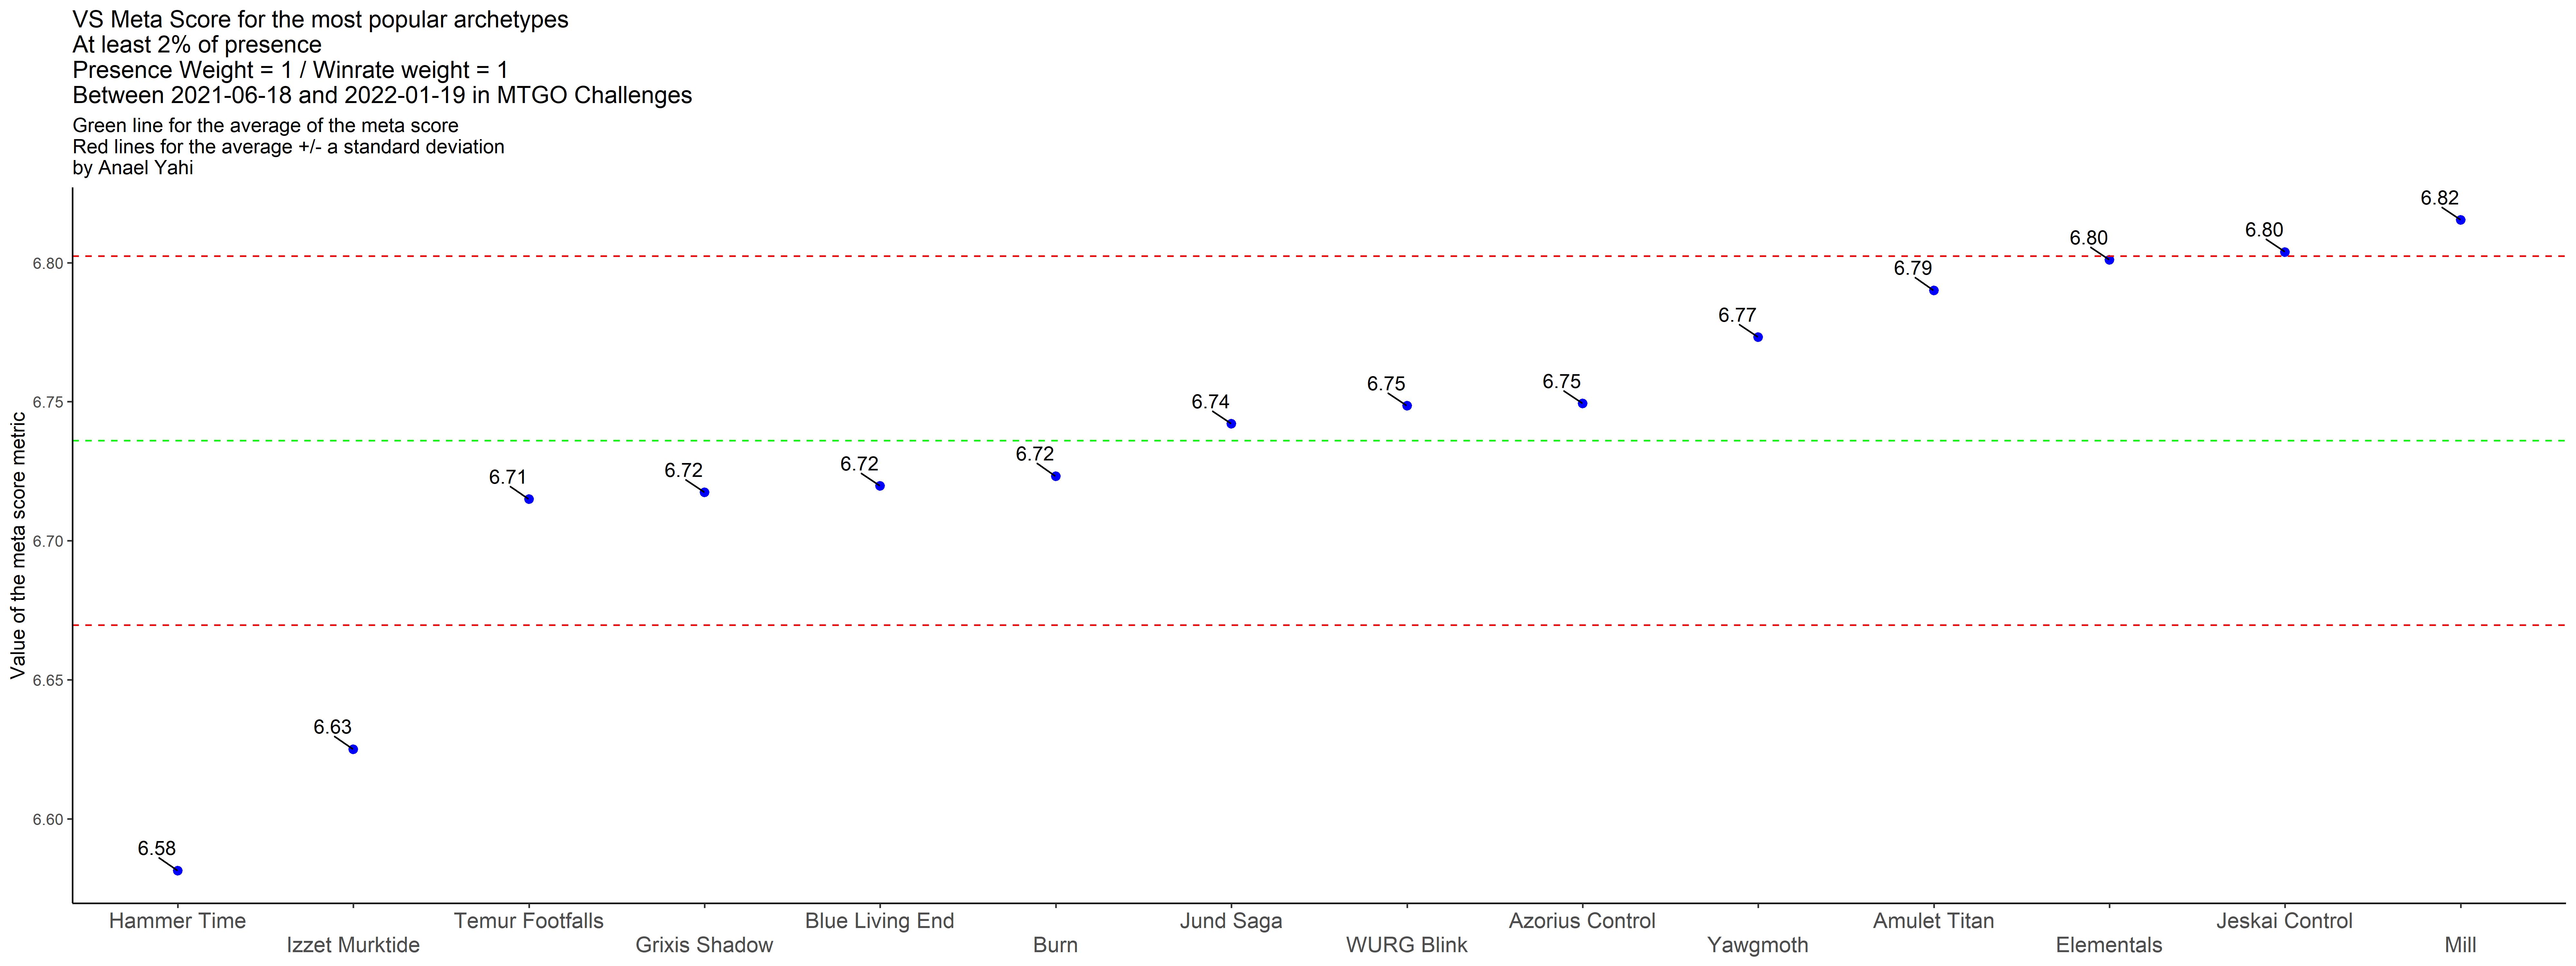 VS Meta Score for the most popular archetypes
At least 2% of presence
Presence Weight = 1 / Winrate weight = 1
Between 2021-06-18 and 2022-01-19 in MTGO Challenges
Green line for the average of the meta score
Red lines for the average +/- a standard deviation
by Anael Yahi
Value of the meta score metric
6.80
6.75
6.70
6.65
6.60
6.58
6.63
6.71
6.72
6.72
6.72
6.74
6.75
6.75
6.77
6.79
6.80
6.80
6.82
Hammer Time
Izzet Murktide
Temur Footfalls
Grixis Shadow
Blue Living End
Burn
Jund Saga
WURG Blink
Azorius Control
Yawgmoth
Amulet Titan
Elementals
Jeskai Control
Mill